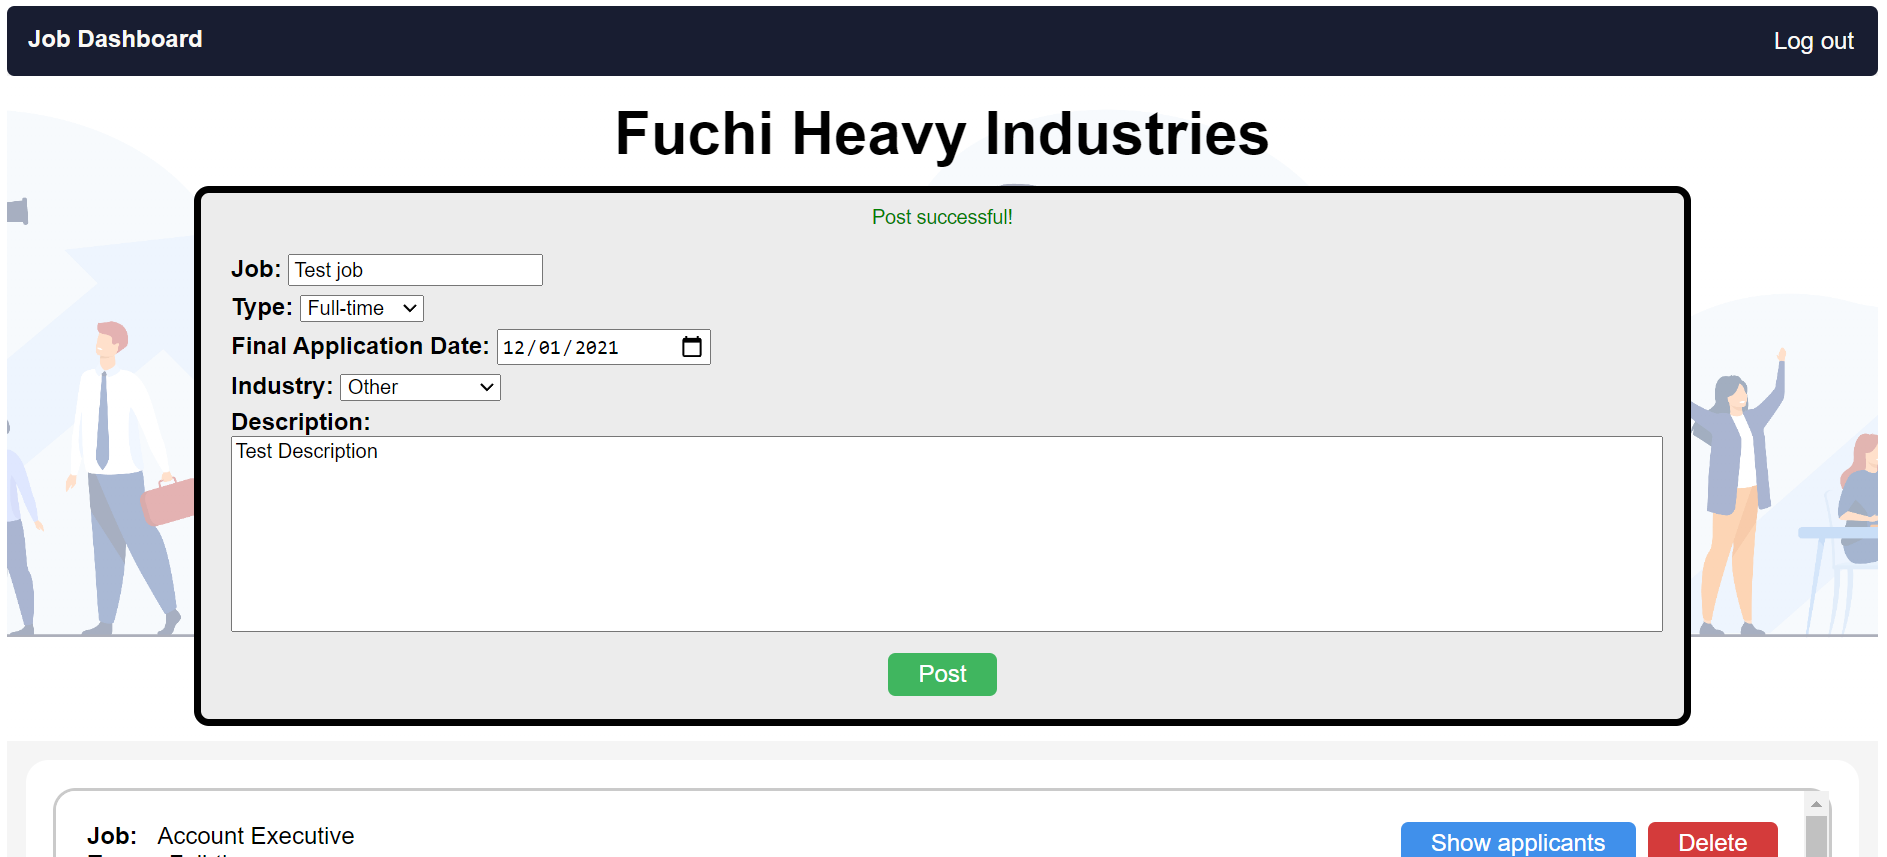 Job Dashboard
Log out
Fuchi Heavy Industries
Post successful!
Job: Test job
Type: Full-time
Final Application Date: 12/01/2021
Industry: Other
Description:
Test Description
Post
Job: Account Executive
Show applicants
Delete